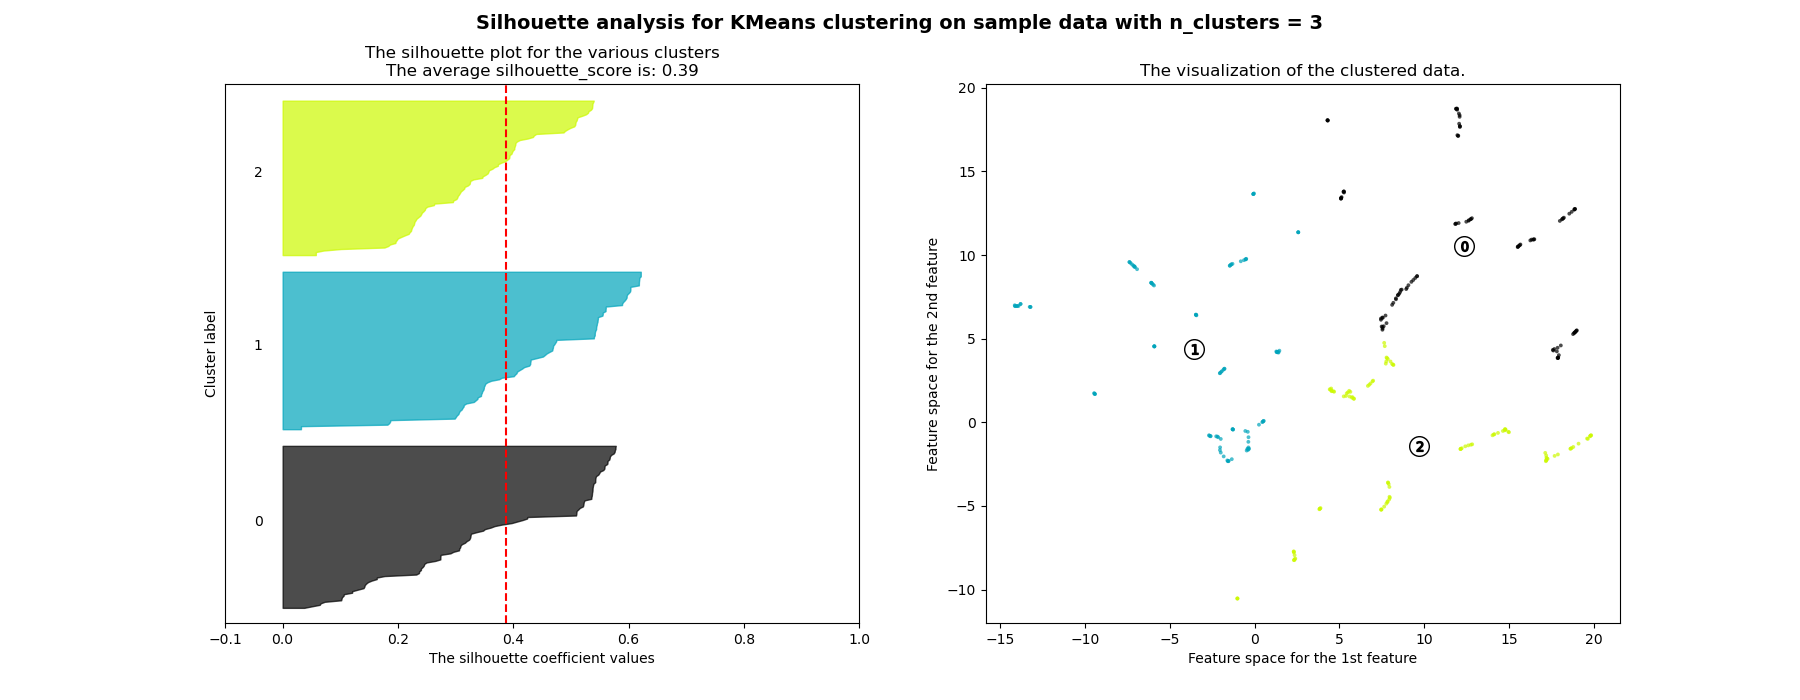 Silhouette analysis for KMeans clustering on sample data with n_clusters = 3
The silhouette plot for the various clusters
The average silhouette_score is: 0.39
2
1
0
Cluster label
−0.1 0.0 0.2 0.4 0.6 0.8 1.0
The silhouette coefficient values
The visualization of the clustered data.
20
15
10
5
0
−5
−10
Feature space for the 2nd feature
0
1
2
−15 −10 −5 0 5 10 15 20
Feature space for the 1st feature